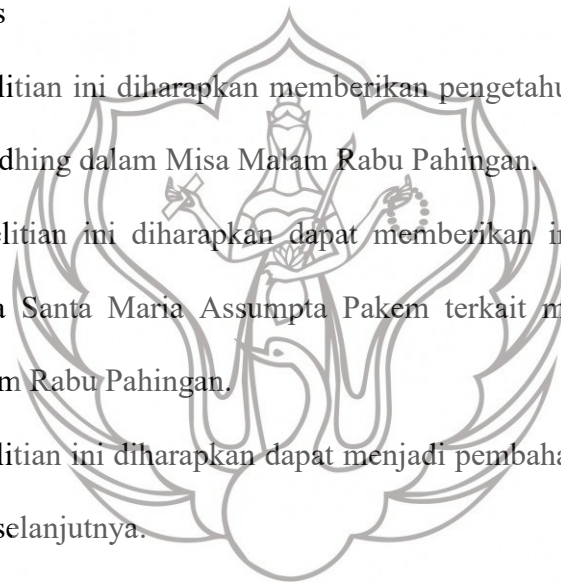 s
litian ini diharapkan memberikan pengetahu
dhing dalam Misa Malam Rabu Pahingan.
elitian ini diharapkan dapat memberikan in
a Santa Maria Assumpta Pakem terkait m
m Rabu Pahingan.
litian ini diharapkan dapat menjadi pembaha
selanjutnya.